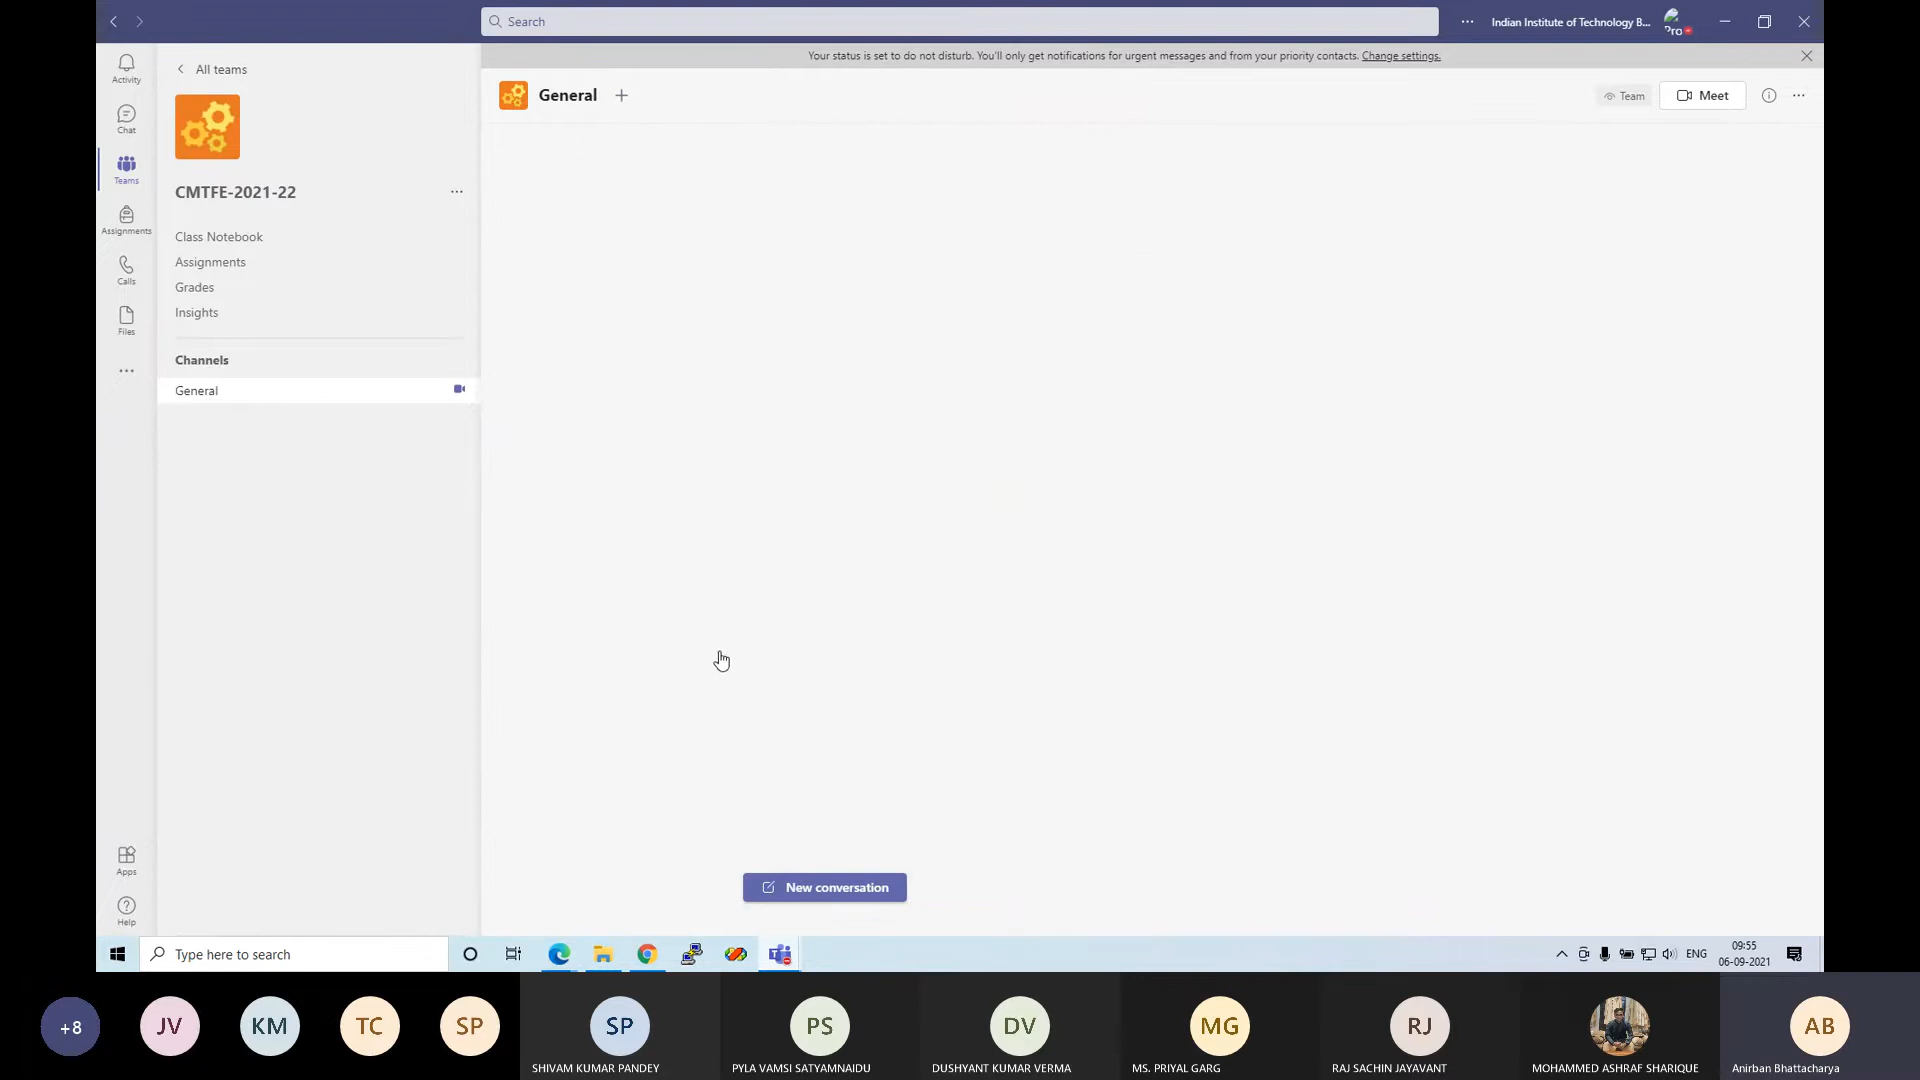 Search
Indian Institute of Technology B...
Pro
Your status is set to do not disturb. You'll only get notifications for urgent messages and from your priority contacts. Change settings.
Activity
Chat
Teams
Assignments
Calls
Files
Apps
Help
All teams
CMTFE-2021-22
Class Notebook
Assignments
Grades
Insights
Channels
General
General
Team
Meet
New conversation
Type here to search
ENG
09:55
06-09-2021
+8
JV
KM
TC
SP
SP
SHIVAM KUMAR PANDEY
PS
PYLA VAMSI SATYAMNAIDU
DV
DUSHYANT KUMAR VERMA
MG
MS. PRIYAL GARG
RJ
RAJ SACHIN JAYAVANT
MOHAMMED ASHRAF SHARIQUE
AB
Anirban Bhattacharya